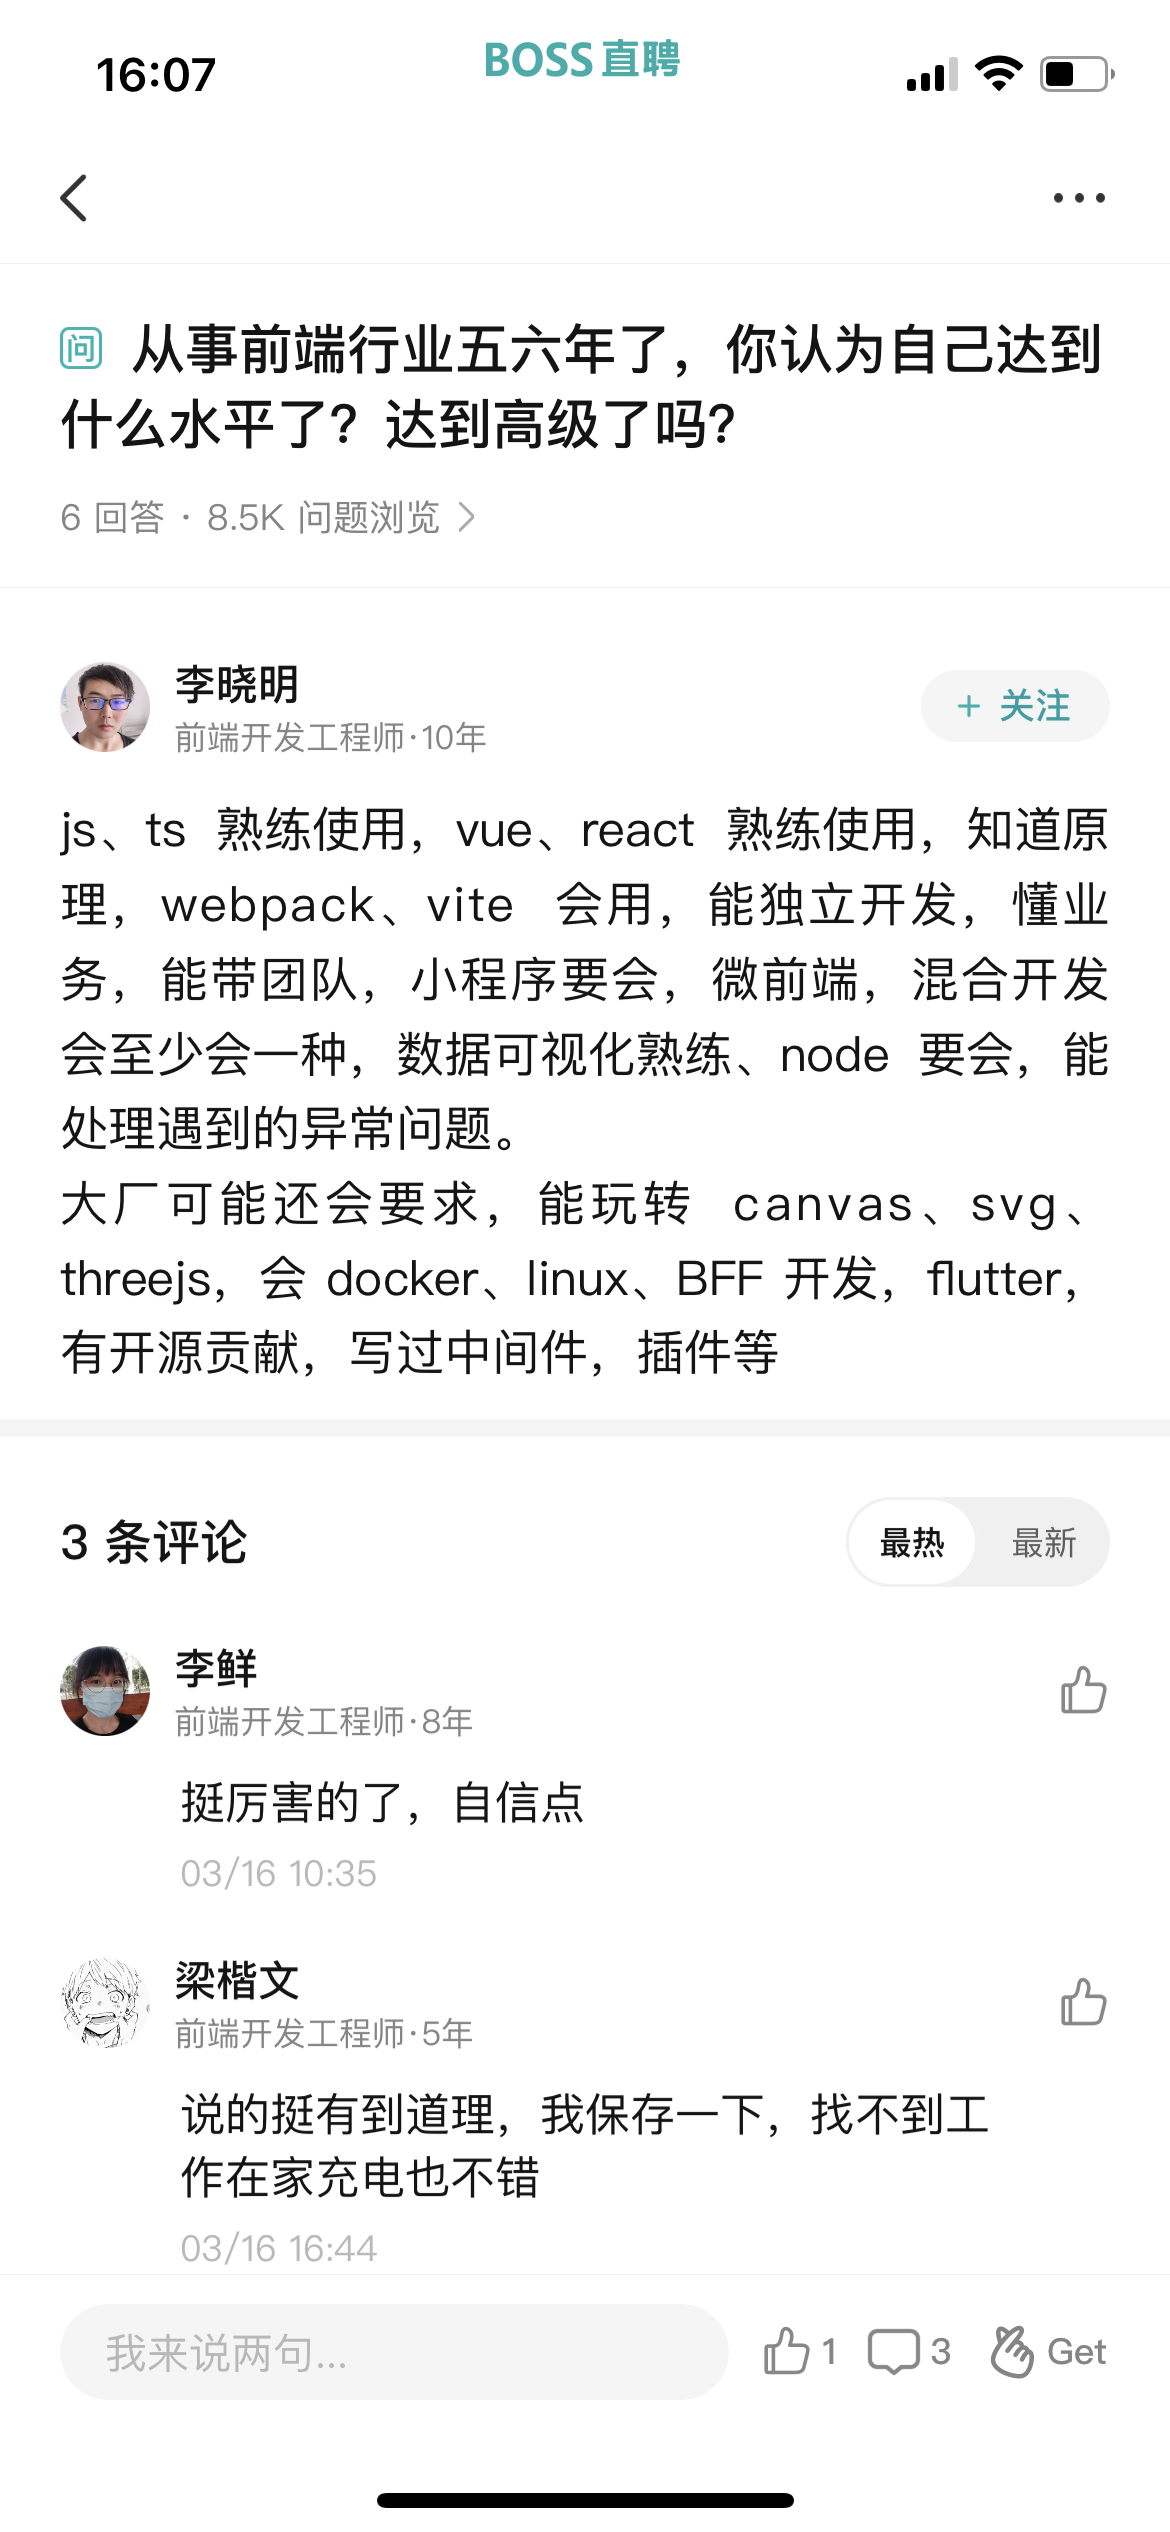 16:07
BOSS 直聘
问 从事前端行业五六年了，你认为自己达到
什么水平了？达到高级了吗？
6 回答 · 8.5K 问题浏览
李晓明
前端开发工程师·10年
+ 关注
js、ts 熟练使用，vue、react 熟练使用，知道原
理，webpack、vite 会用，能独立开发，懂业
务，能带团队，小程序要会，微前端，混合开发
会至少会一种，数据可视化熟练、node 要会，能
处理遇到的异常问题。
大厂可能还会要求，能玩转 canvas、svg、
threejs，会 docker、linux、BFF 开发，flutter，
有开源贡献，写过中间件，插件等
3 条评论
最热 最新
李鲜
前端开发工程师·8年
挺厉害的了，自信点
03/16 10:35
梁楷文
前端开发工程师·5年
说的挺有到道理，我保存一下，找不到工
作在家充电也不错
03/16 16:44
我来说两句... 1 3 Get